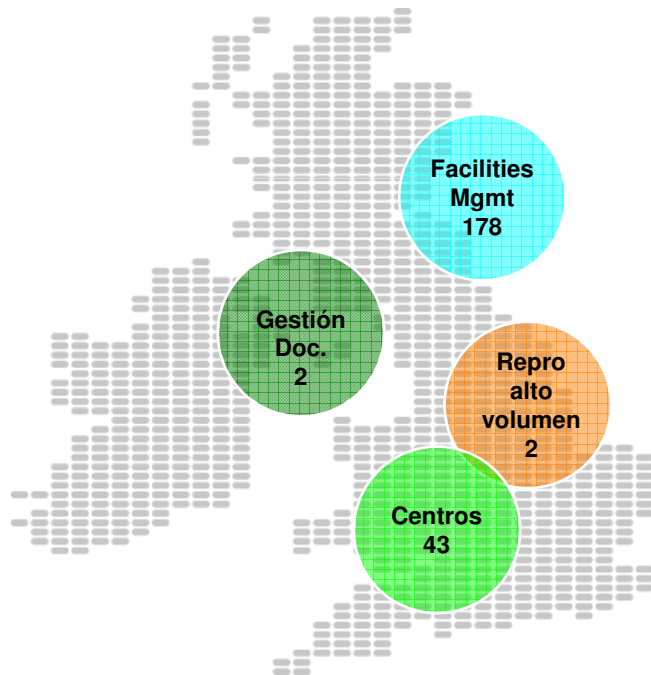 Facilities
Mgmt
178
Gestión
Doc.
2
Repro
alto
volumen
2
Centros
43